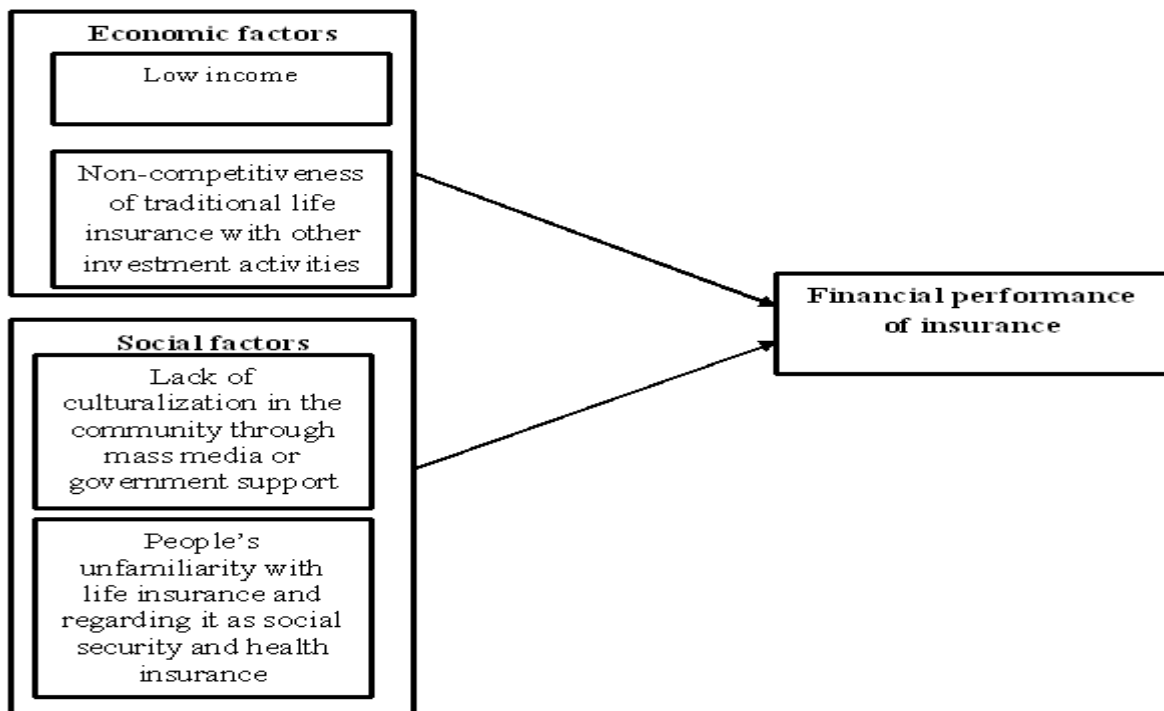 Economic factors
Low income
Non-competitiveness
of traditional life
insurance with other
investment activities
Financial performance
of insurance
Social factors
Lack of
culturalization in the
community through
mass media or
government support
People's
unfamiliarity with
life insurance and
regarding it as social
security and health
insurance